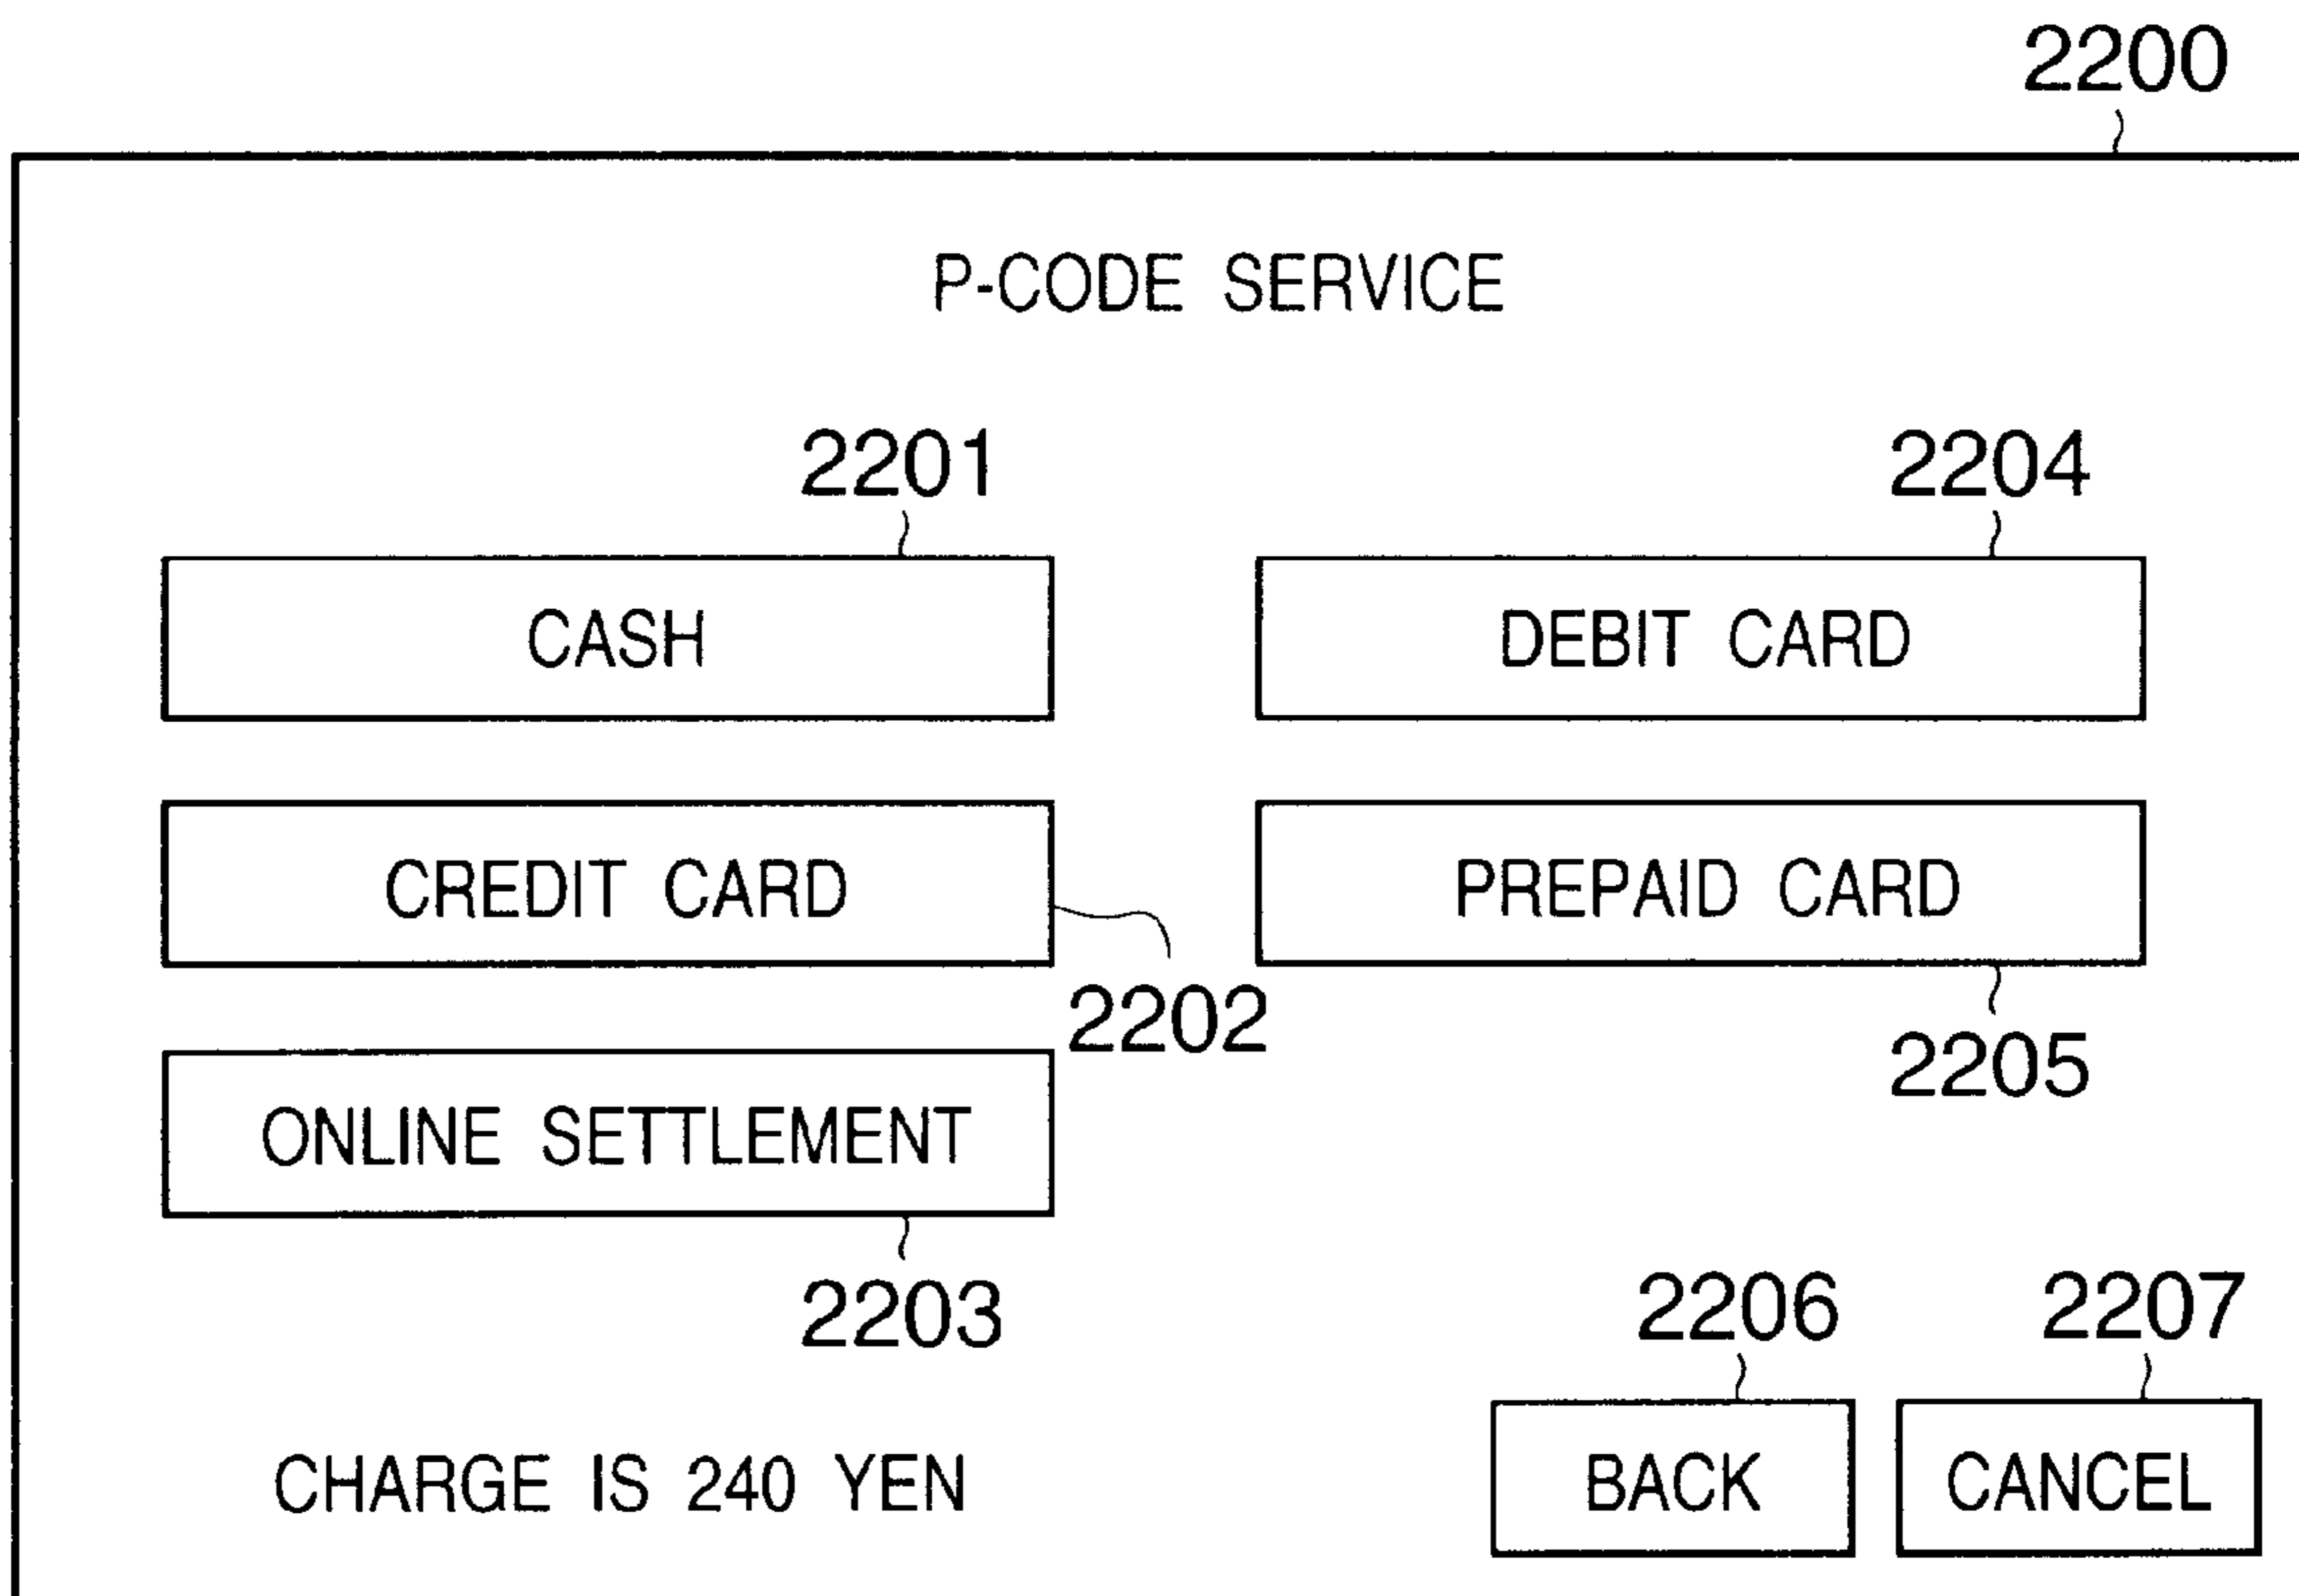 2200
P-CODE SERVICE
2201
2204
CASH
DEBIT CARD
CREDIT CARD
PREPAID CARD
2202
2205
ONLINE SETTLEMENT
2203
2206
2207
CHARGE IS 240 YEN
BACK
CANCEL